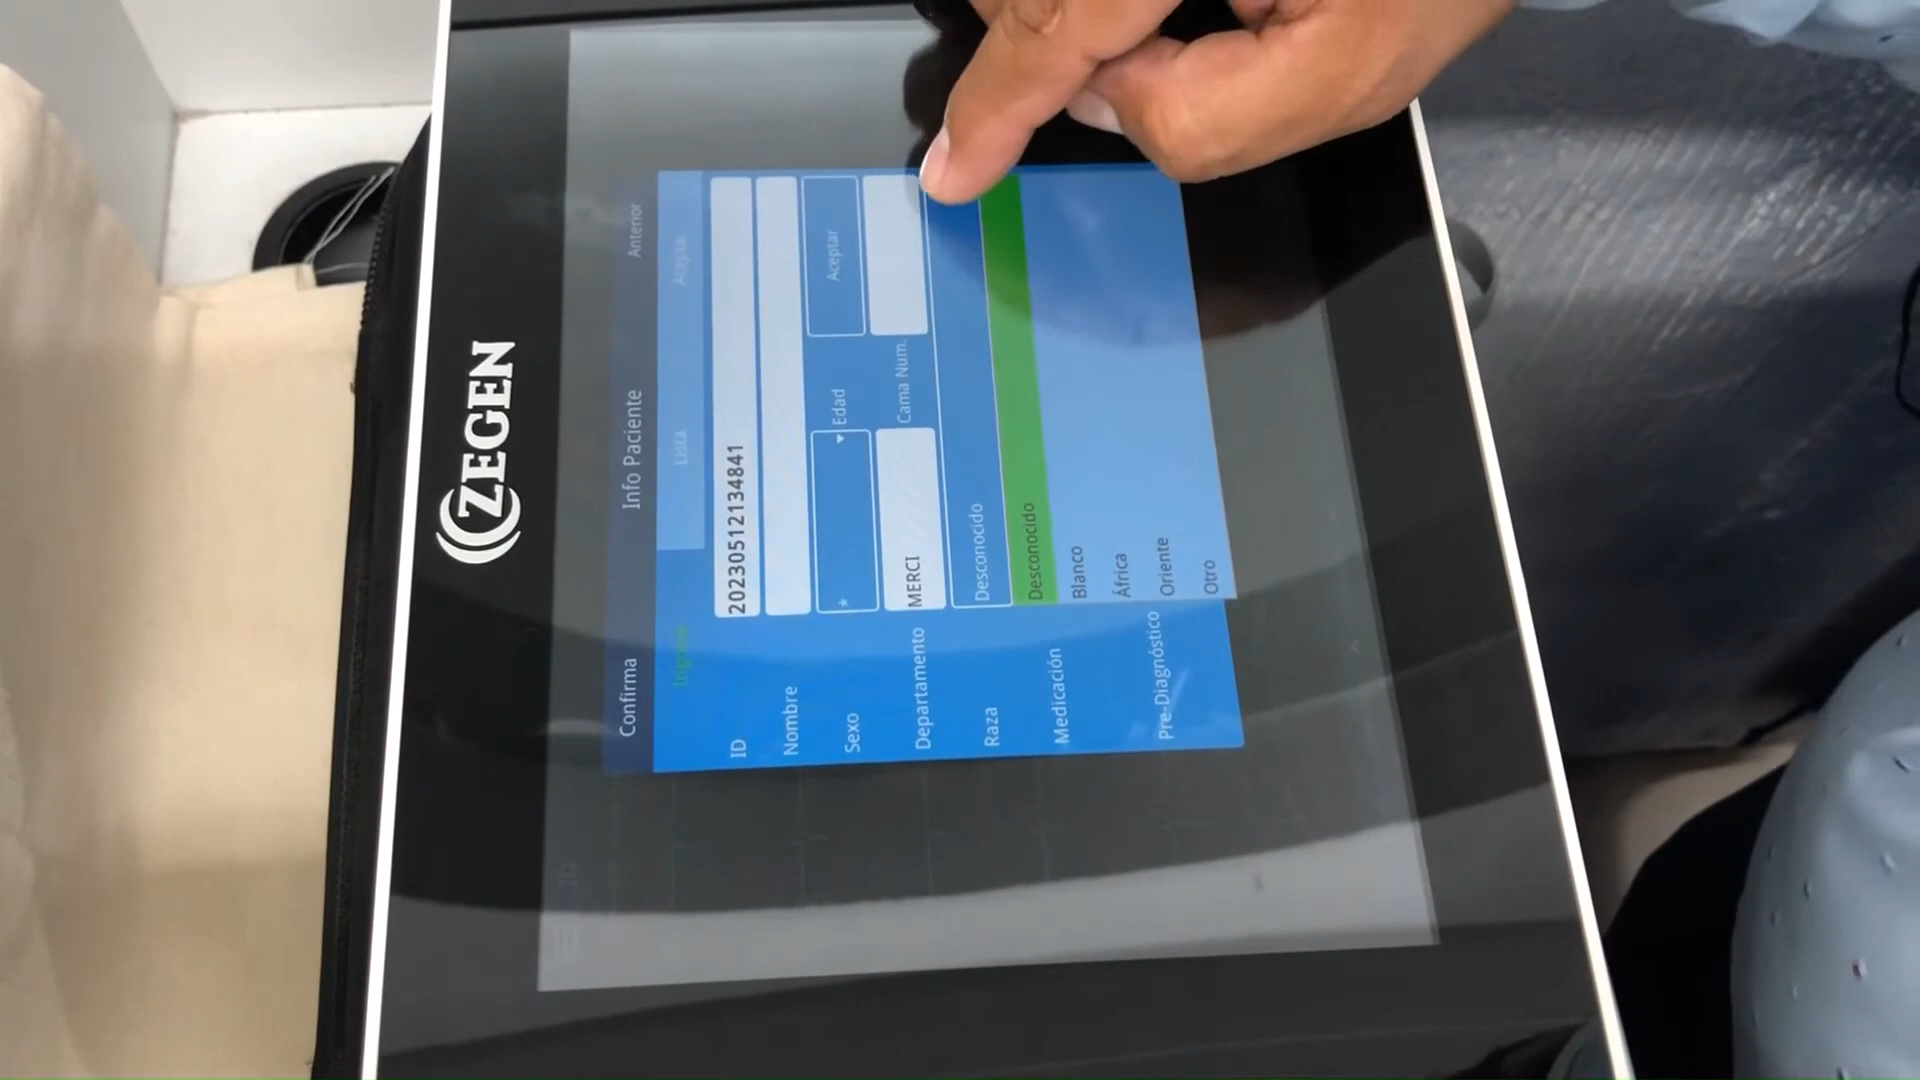 ZEGEN
Confirma Info Paciente Anterior
Ingreso Lista Aceptar
ID 20230512134841
Nombre
Sexo * Edad Aceptar
Departamento MERCI Cama Num.
Raza Desconocido
Desconocido
Medicación Blanco
África
Pre-Diagnóstico Oriente
Otro